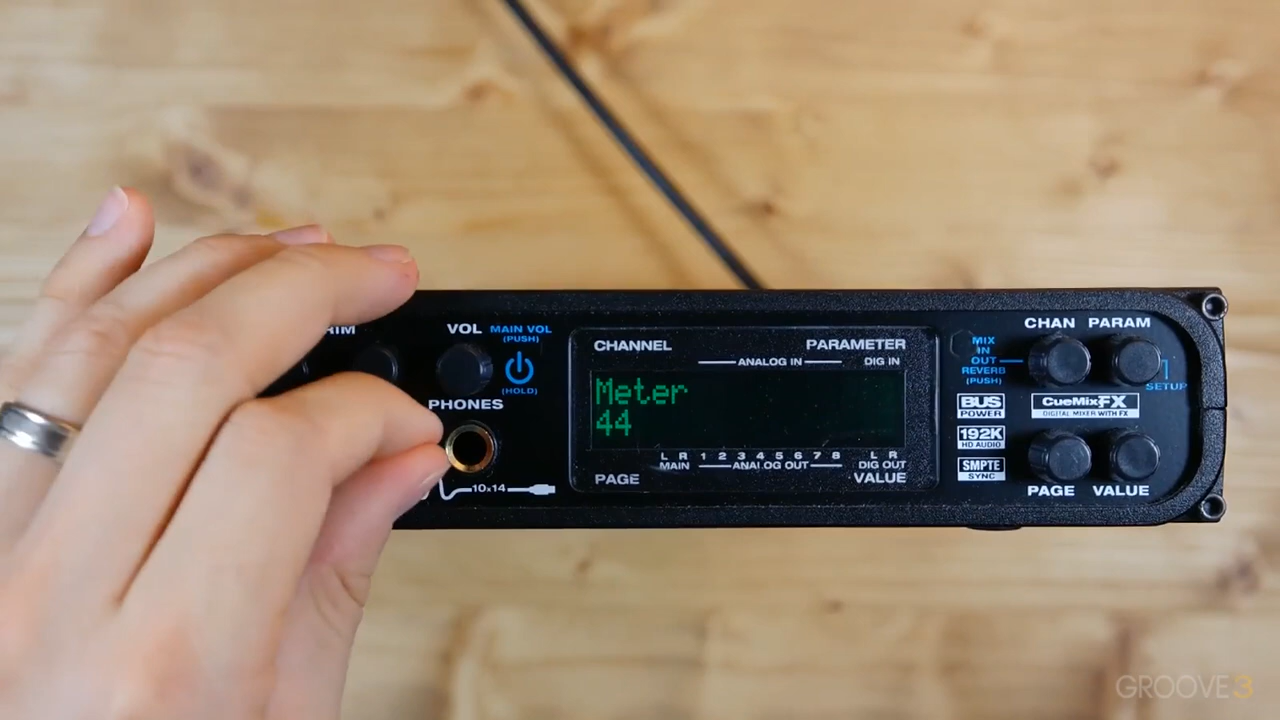 VOL MAIN VOL
(PUSH)
(HOLD)
PHONES
10x14
CHANNEL PARAMETER
ANALOG IN DIG IN
Meter
44
L R 1 2 3 4 5 6 7 8 L R
MAIN ANALOG OUT DIG OUT
PAGE VALUE
CHAN PARAM
MIX
IN
OUT
REVERB
(PUSH)
SETUP
BUS
POWER
CueMix FX
DIGITAL MIXER WITH FX
192K
HD AUDIO
SMPTE
SYNC
PAGE VALUE
GROOVE3